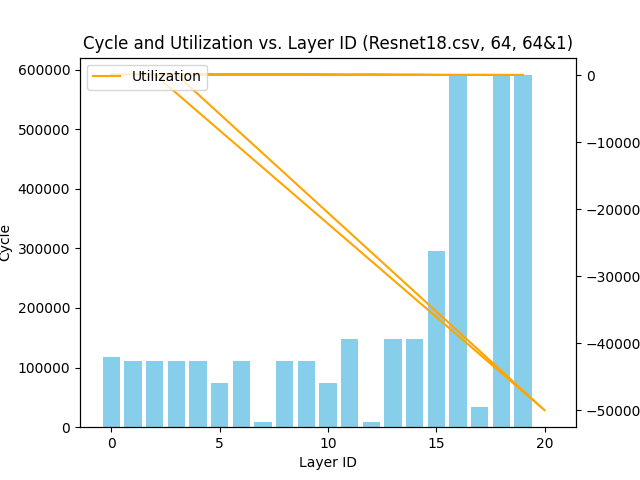 Cycle and Utilization vs. Layer ID (Resnet18.csv, 64, 64&1)
Utilization
600000
500000
400000
300000
200000
100000
0
Cycle
0
−10000
−20000
−30000
−40000
−50000
0 5 10 15 20
Layer ID